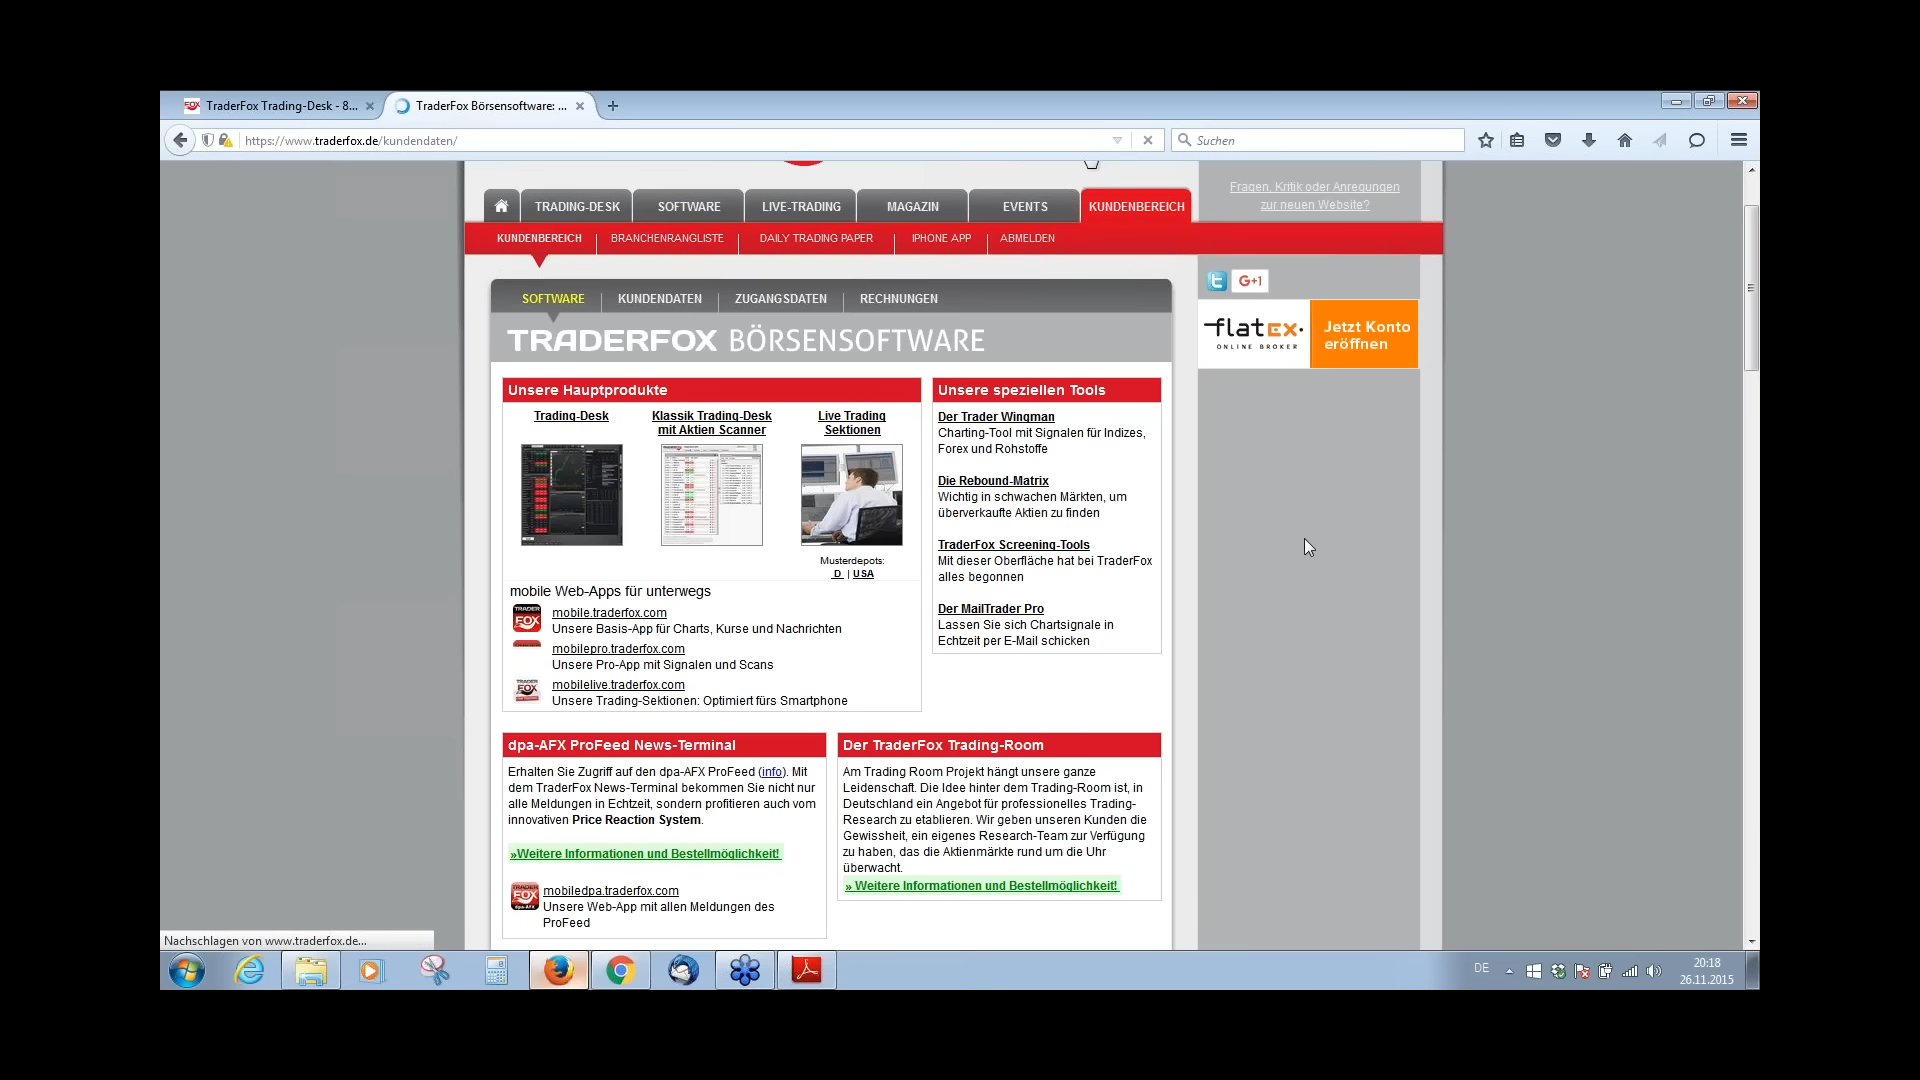 TraderFox Trading-Desk - 8...
TraderFox Börsensoftware: ...
https://www.traderfox.de/kundendaten/
Suchen
Fragen, Kritik oder Anregungen
zur neuen Website?
TRADING-DESK
SOFTWARE
LIVE-TRADING
MAGAZIN
EVENTS
KUNDENBEREICH
KUNDENBEREICH
BRANCHENRANGLISTE
DAILY TRADING PAPER
IPHONE APP
ABMELDEN
SOFTWARE
KUNDENDATEN
ZUGANGSDATEN
RECHNUNGEN
TRADERFOX BÖRSENSOFTWARE
G+1
flatex
ONLINE BROKER
Jetzt Konto
eröffnen
Unsere Hauptprodukte
Trading-Desk
Klassik Trading-Desk
mit Aktien Scanner
Live Trading
Sektionen
Musterdepots:
D | USA
mobile Web-Apps für unterwegs
TRADER
FOX
mobile.traderfox.com
Unsere Basis-App für Charts, Kurse und Nachrichten
mobilepro.traderfox.com
Unsere Pro-App mit Signalen und Scans
mobilelive.traderfox.com
Unsere Trading-Sektionen: Optimiert fürs Smartphone
Unsere speziellen Tools
Der Trader Wingman
Charting-Tool mit Signalen für Indizes,
Forex und Rohstoffe
Die Rebound-Matrix
Wichtig in schwachen Märkten, um
überverkaufte Aktien zu finden
TraderFox Screening-Tools
Mit dieser Oberfläche hat bei TraderFox
alles begonnen
Der MailTrader Pro
Lassen Sie sich Chartsignale in
Echtzeit per E-Mail schicken
dpa-AFX ProFeed News-Terminal
Erhalten Sie Zugriff auf den dpa-AFX ProFeed (info). Mit
dem TraderFox News-Terminal bekommen Sie nicht nur
alle Meldungen in Echtzeit, sondern profitieren auch vom
innovativen Price Reaction System.
»Weitere Informationen und Bestellmöglichkeit!
TRADER
FOX
dpa-AFX
mobiledpa.traderfox.com
Unsere Web-App mit allen Meldungen des
ProFeed
Der TraderFox Trading-Room
Am Trading Room Projekt hängt unsere ganze
Leidenschaft. Die Idee hinter dem Trading-Room ist, in
Deutschland ein Angebot für professionelles Trading-
Research zu etablieren. Wir geben unseren Kunden die
Gewissheit, ein eigenes Research-Team zur Verfügung
zu haben, das die Aktienmärkte rund um die Uhr
überwacht.
» Weitere Informationen und Bestellmöglichkeit!
Nachschlagen von www.traderfox.de...
DE
20:18
26.11.2015